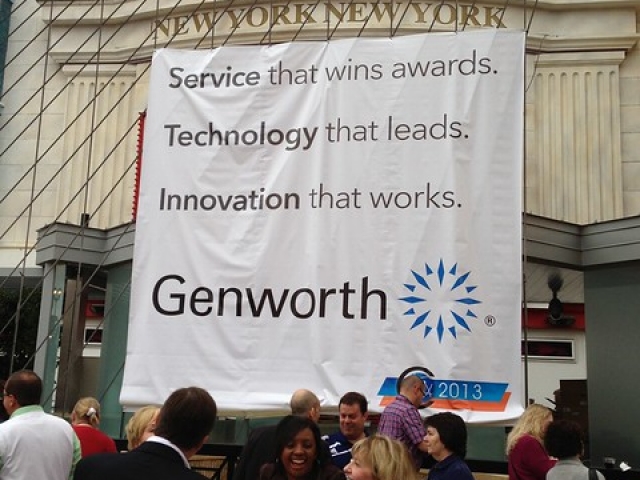 NEW YORK NEW YORK
Service that wins awards.
Technology that leads.
Innovation that works.
Genworth ®
2013